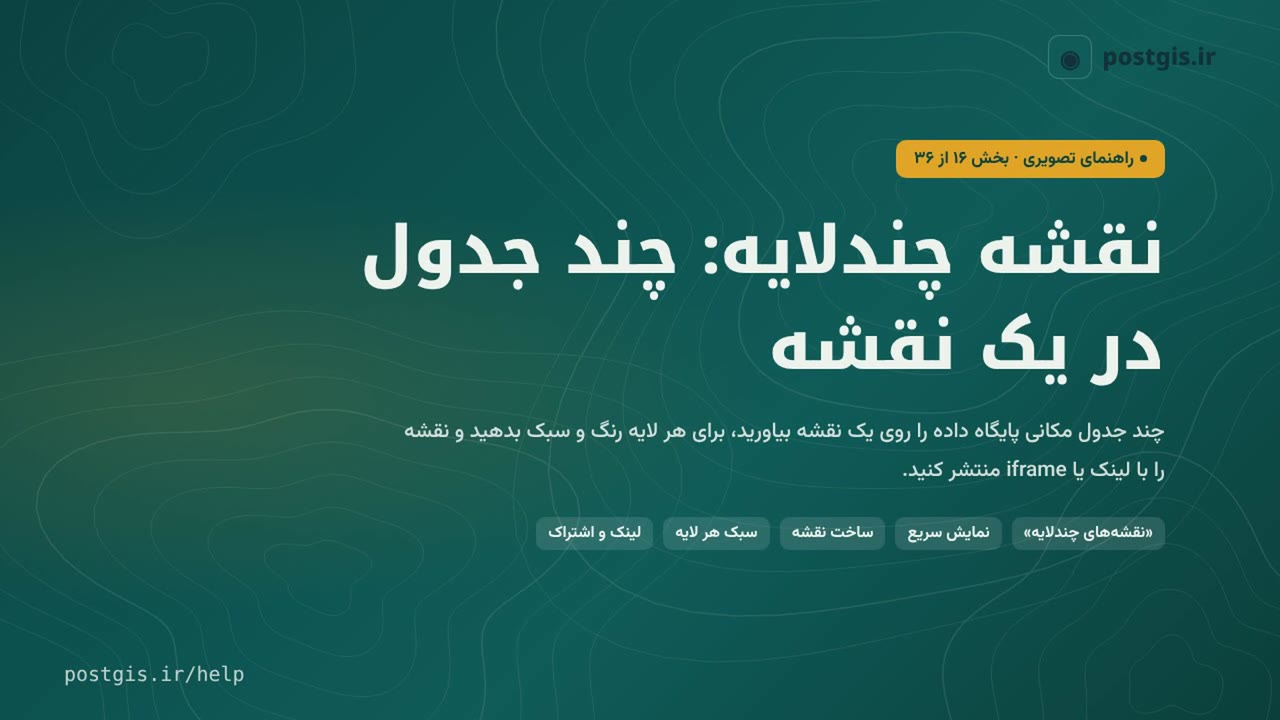 postgis.ir
راهنمای تصویری · بخش ۱۶ از ۳۶
نقشه چندلایه: چند جدول
در یک نقشه
چند جدول مکانی پایگاه داده را روی یک نقشه بیاورید، برای هر لایه رنگ و سبک بدهید و نقشه
را با لینک یا iframe منتشر کنید.
«نقشه‌های چندلایه» نمایش سریع ساخت نقشه سبک هر لایه لینک و اشتراک
postgis.ir/help